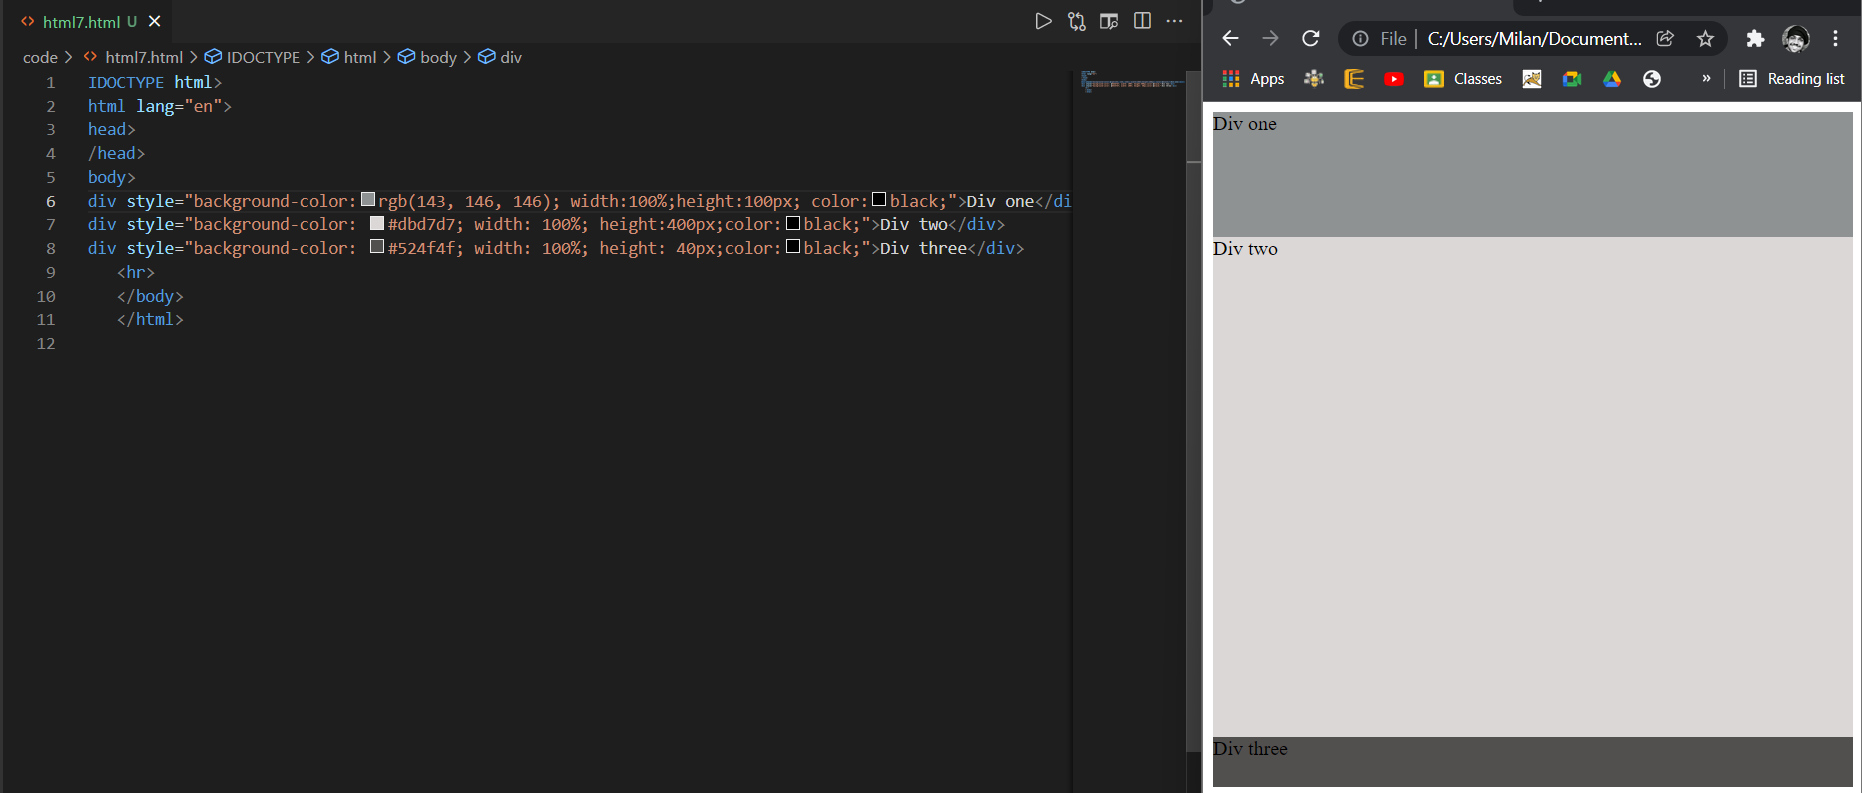 html7.html U
code > html7.html > IDOCTYPE > html > body > div
1 IDOCTYPE html>
2 html lang="en">
3 head>
4 /head>
5 body>
6 div style="background-color: rgb(143, 146, 146); width:100%;height:100px; color: black;">Div one</di
7 div style="background-color: #dbd7d7; width: 100%; height:400px;color: black;">Div two</div>
8 div style="background-color: #524f4f; width: 100%; height: 40px;color: black;">Div three</div>
9 <hr>
10 </body>
11 </html>
12
File | C:/Users/Milan/Document...
Apps Classes » Reading list
Div one
Div two
Div three